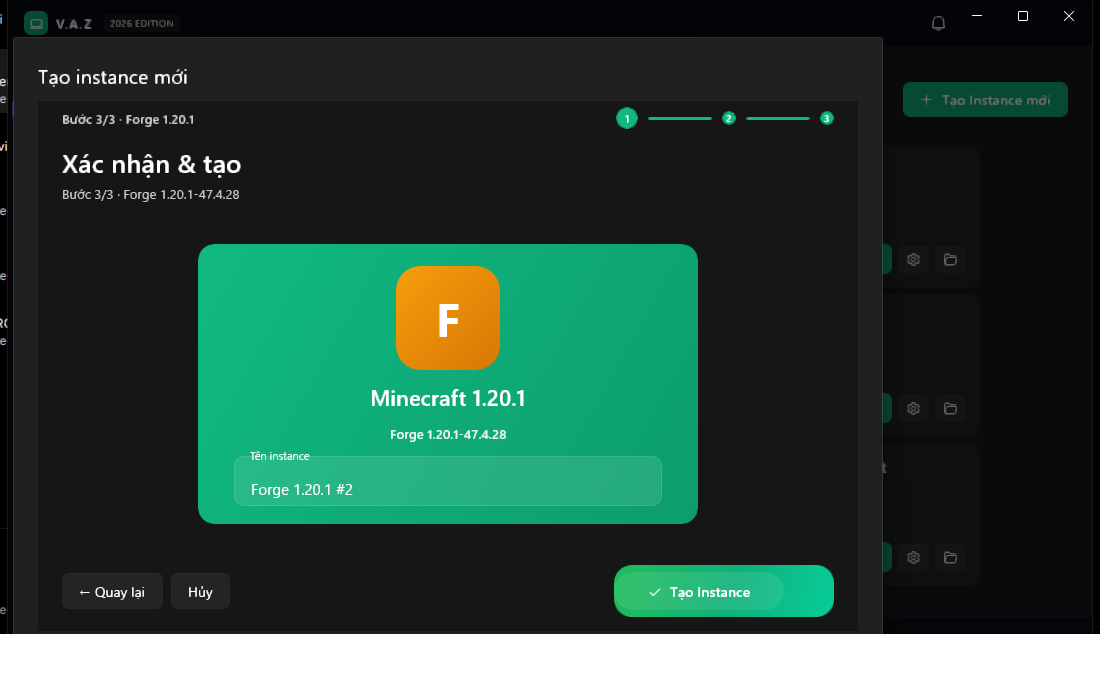 V.A.Z 2026 EDITION
Tạo instance mới
+ Tạo Instance mới
Bước 3/3 · Forge 1.20.1
1 2 3
Xác nhận & tạo
Bước 3/3 · Forge 1.20.1-47.4.28
F
Minecraft 1.20.1
Forge 1.20.1-47.4.28
Tên instance
Forge 1.20.1 #2
← Quay lại
Hủy
✓ Tạo Instance